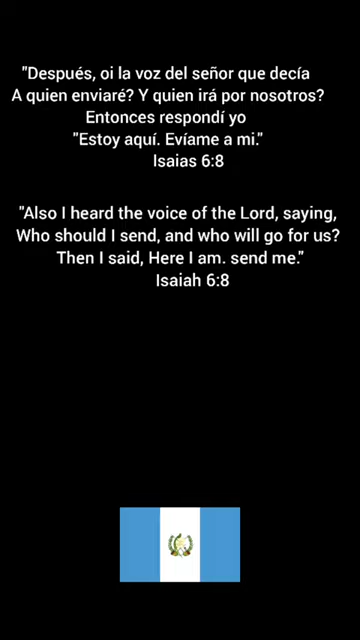 "Después, oi la voz del señor que decía
A quien enviaré? Y quien irá por nosotros?
Entonces respondí yo
"Estoy aquí. Evíame a mi."
Isaias 6:8
"Also I heard the voice of the Lord, saying,
Who should I send, and who will go for us?
Then I said, Here I am. send me."
Isaiah 6:8